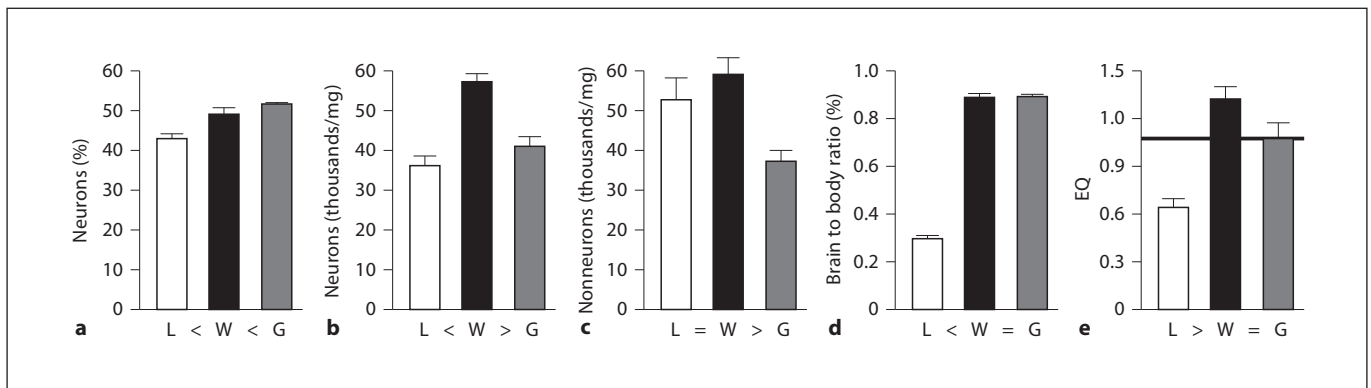 Neurons (%)
60
50
40
30
20
10
0
a
L < W < G
Neurons (thousands/mg)
60
50
40
30
20
10
0
b
L < W > G
Nonneurons (thousands/mg)
60
50
40
30
20
10
0
c
L = W > G
Brain to body ratio (%)
1.0
0.8
0.6
0.4
0.2
0
d
L < W = G
EQ
1.5
1.0
0.9
0.6
0.3
0
e
L > W = G